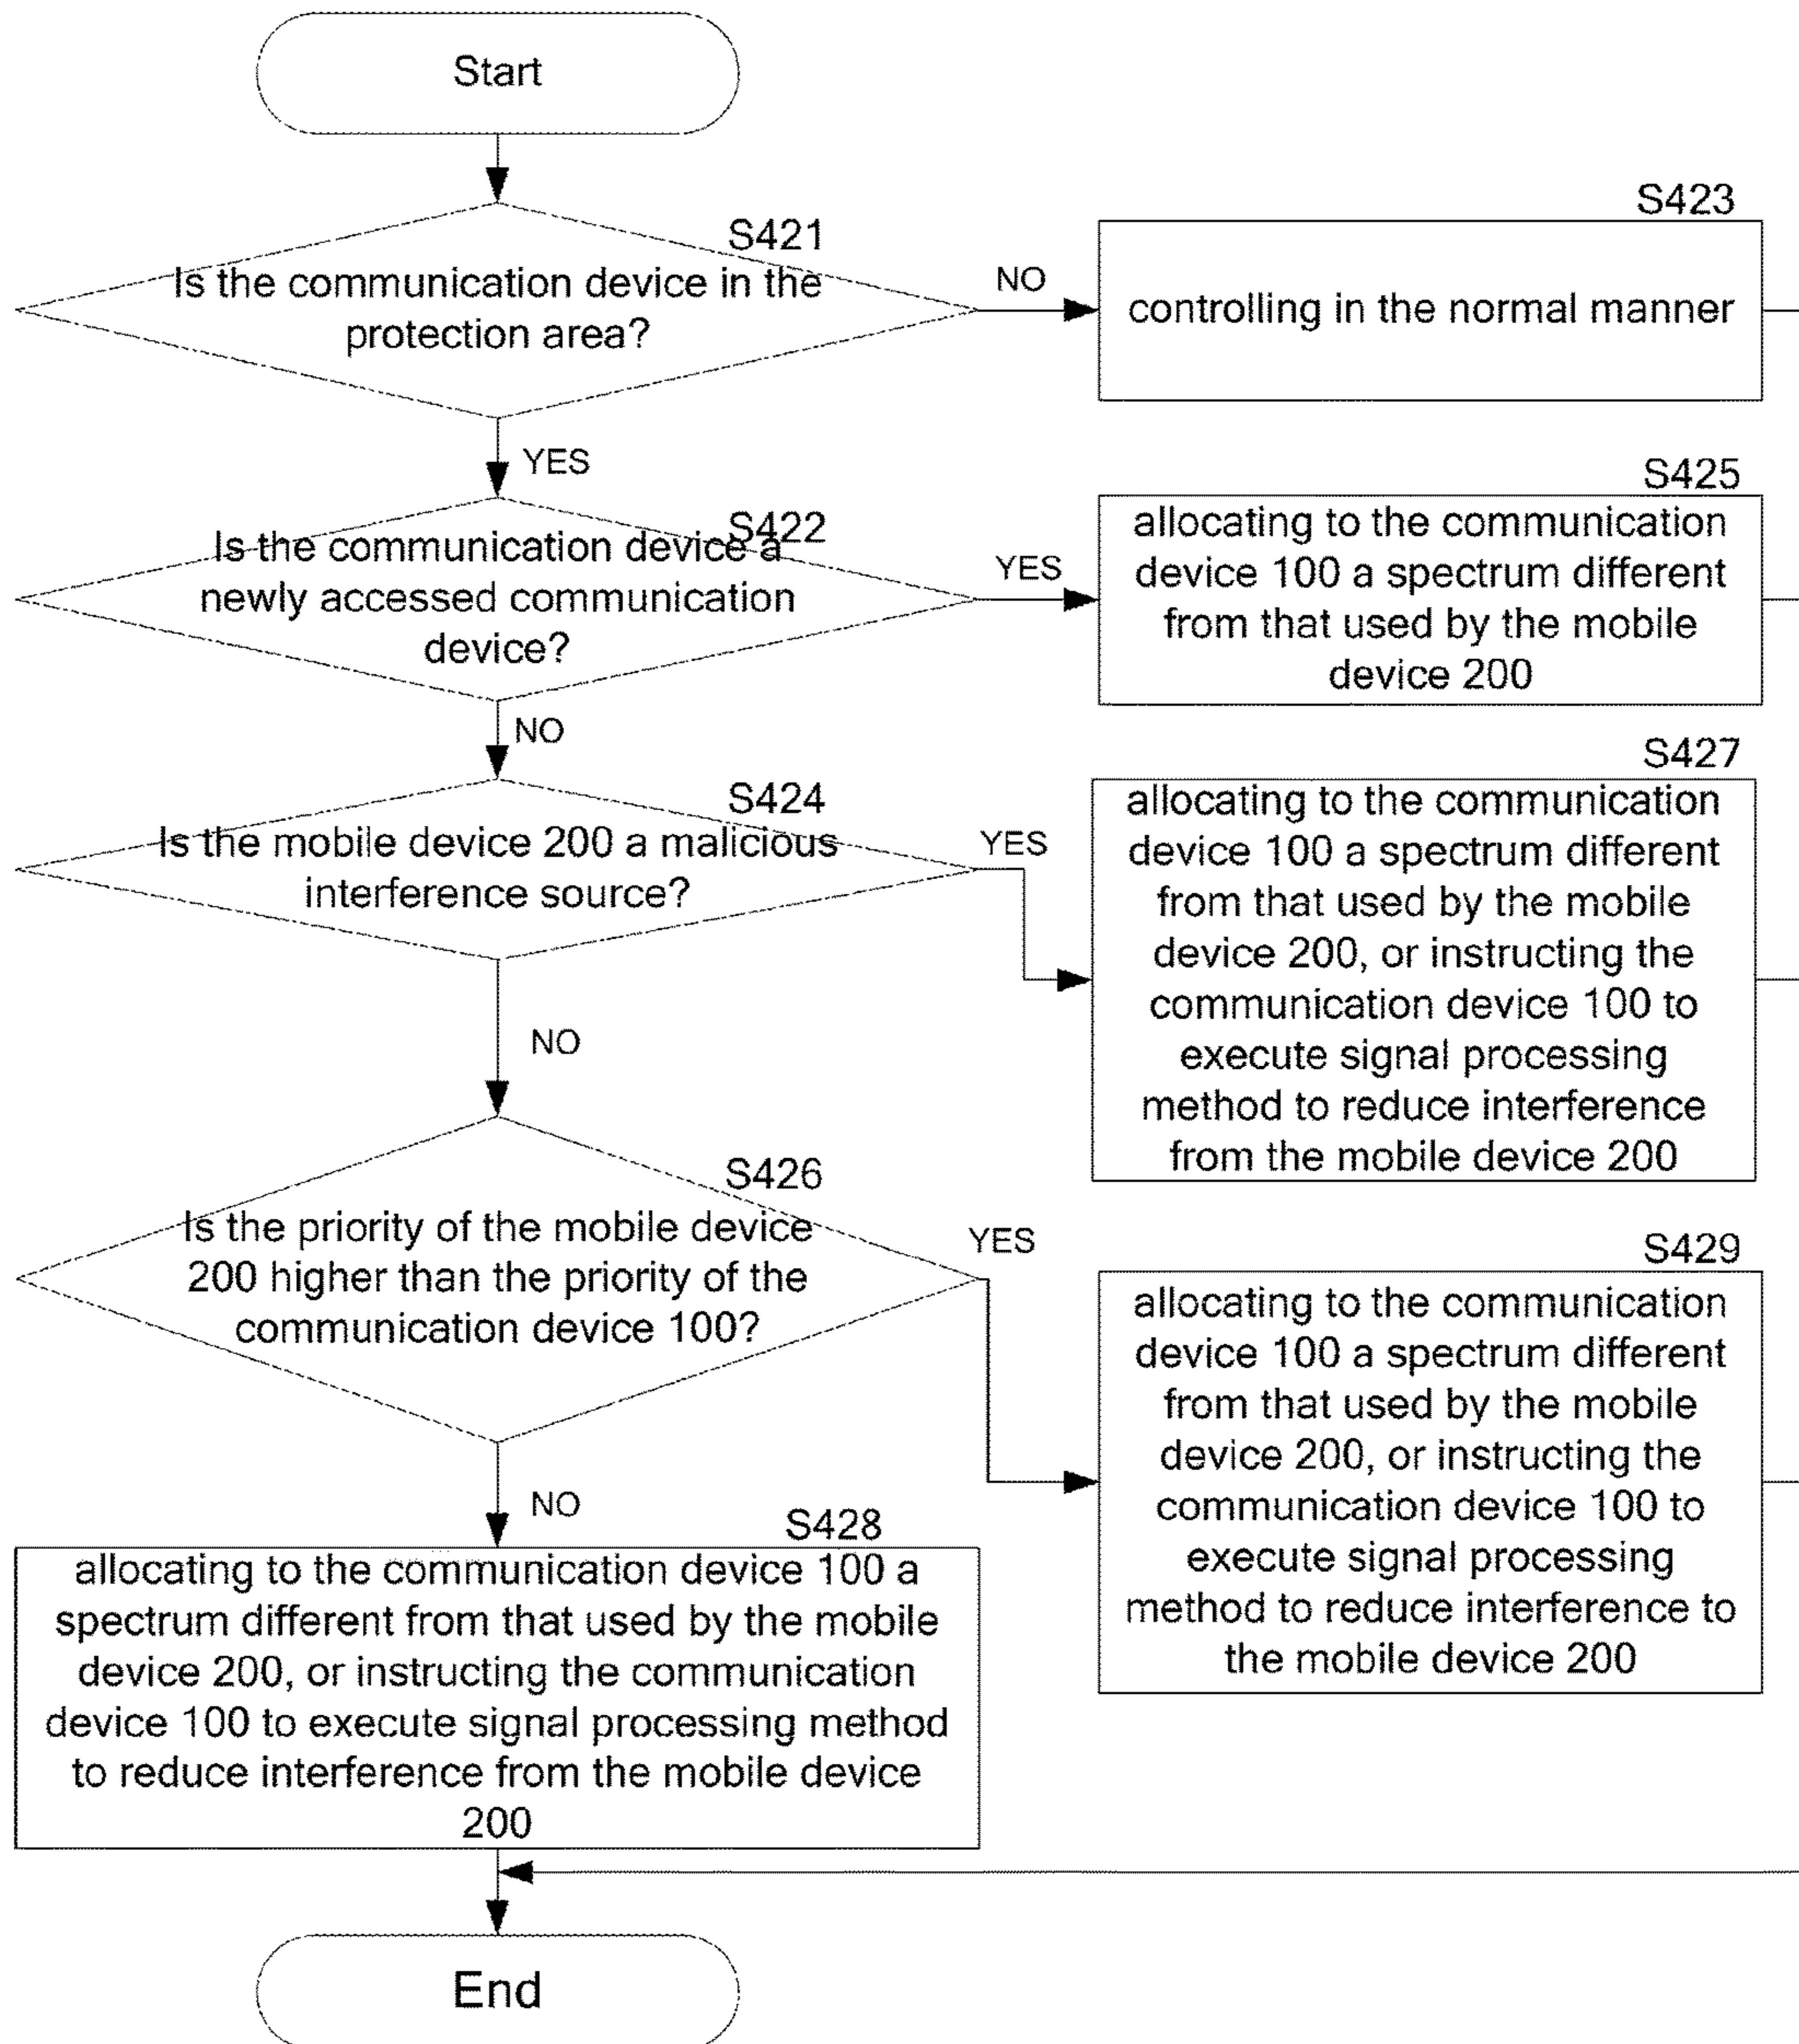 Start
S421
Is the communication device in the
protection area?
NO
S423
controlling in the normal manner
YES
S422
Is the communication device a
newly accessed communication
device?
YES
S425
allocating to the communication
device 100 a spectrum different
from that used by the mobile
device 200
NO
S424
Is the mobile device 200 a malicious
interference source?
YES
S427
allocating to the communication
device 100 a spectrum different
from that used by the mobile
device 200, or instructing the
communication device 100 to
execute signal processing
method to reduce interference
from the mobile device 200
NO
S426
Is the priority of the mobile device
200 higher than the priority of the
communication device 100?
YES
S429
allocating to the communication
device 100 a spectrum different
from that used by the mobile
device 200, or instructing the
communication device 100 to
execute signal processing
method to reduce interference to
the mobile device 200
NO
S428
allocating to the communication device 100 a
spectrum different from that used by the mobile
device 200, or instructing the communication
device 100 to execute signal processing method
to reduce interference from the mobile device
200
End